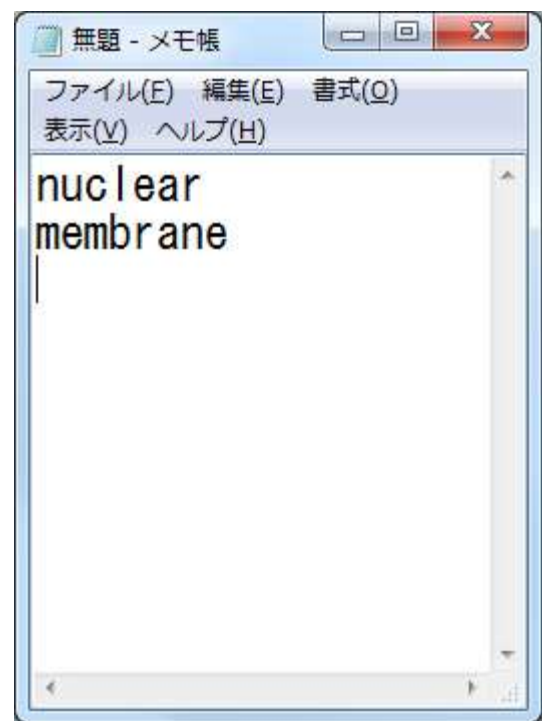 無題 - メモ帳
ファイル(F) 編集(E) 書式(O)
表示(V) ヘルプ(H)
nuclear
membrane